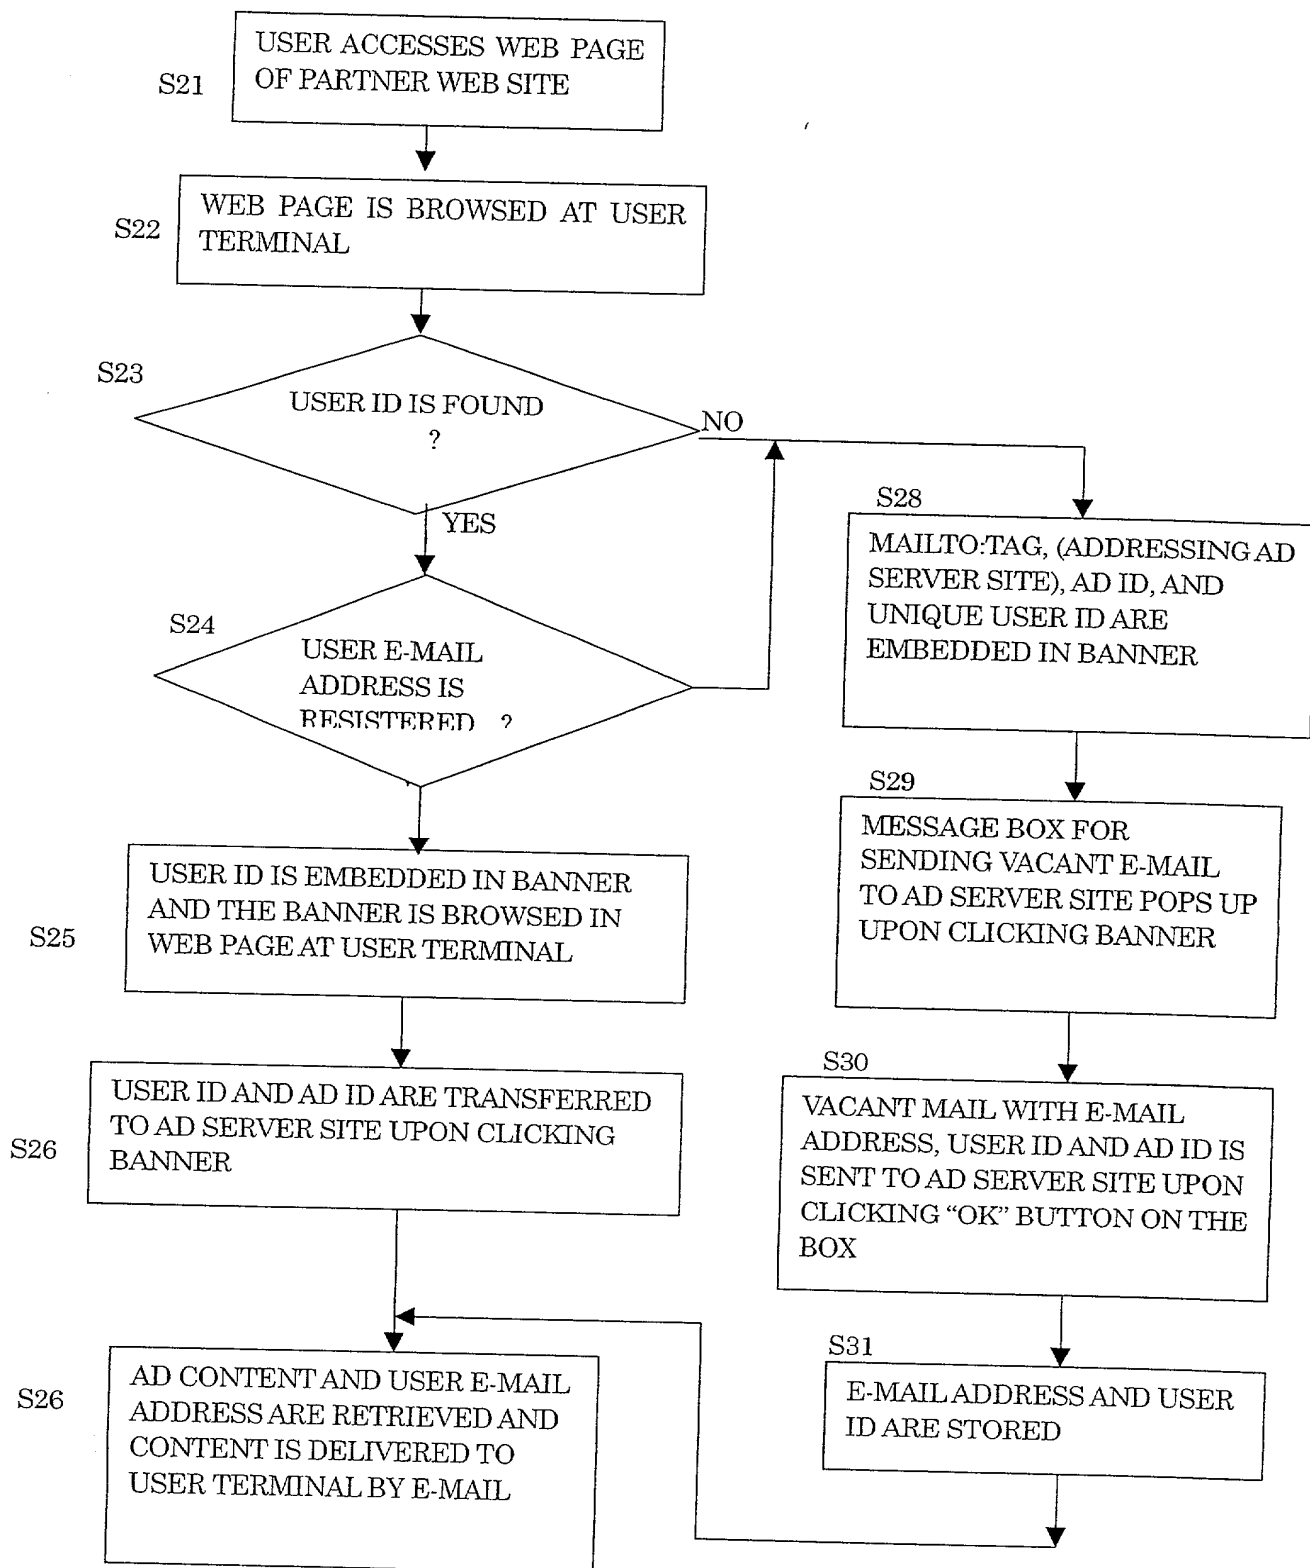 S21
USER ACCESSES WEB PAGE
OF PARTNER WEB SITE
S22
WEB PAGE IS BROWSED AT USER
TERMINAL
S23
USER ID IS FOUND
?
NO
YES
S24
USER E-MAIL
ADDRESS IS
RESISTERED ?
S25
USER ID IS EMBEDDED IN BANNER
AND THE BANNER IS BROWSED IN
WEB PAGE AT USER TERMINAL
S26
USER ID AND AD ID ARE TRANSFERRED
TO AD SERVER SITE UPON CLICKING
BANNER
S26
AD CONTENT AND USER E-MAIL
ADDRESS ARE RETRIEVED AND
CONTENT IS DELIVERED TO
USER TERMINAL BY E-MAIL
S28
MAILTO:TAG, (ADDRESSING AD
SERVER SITE), AD ID, AND
UNIQUE USER ID ARE
EMBEDDED IN BANNER
S29
MESSAGE BOX FOR
SENDING VACANT E-MAIL
TO AD SERVER SITE POPS UP
UPON CLICKING BANNER
S30
VACANT MAIL WITH E-MAIL
ADDRESS, USER ID AND AD ID IS
SENT TO AD SERVER SITE UPON
CLICKING “OK” BUTTON ON THE
BOX
S31
E-MAIL ADDRESS AND USER
ID ARE STORED